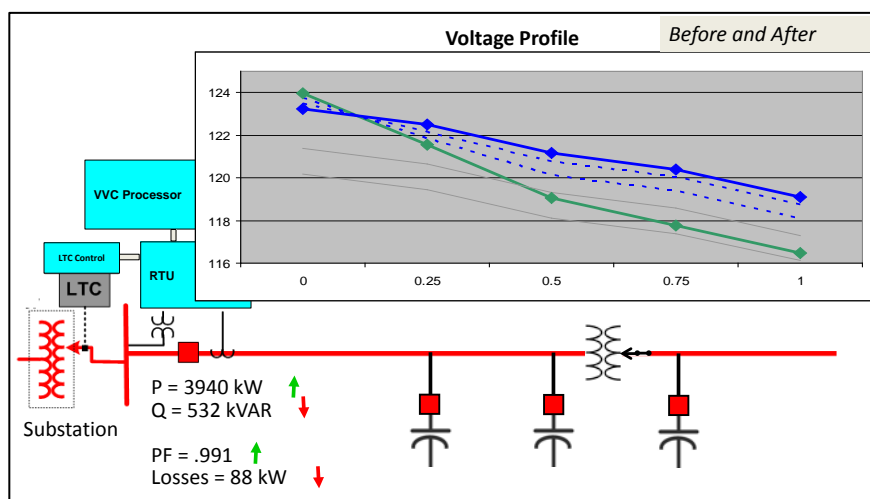 Voltage Profile
Before and After
124
122
120
118
116
0 0.25 0.5 0.75 1
VVC Processor
LTC Control
LTC
RTU
Substation
P = 3940 kW
Q = 532 kVAR
PF = .991
Losses = 88 kW